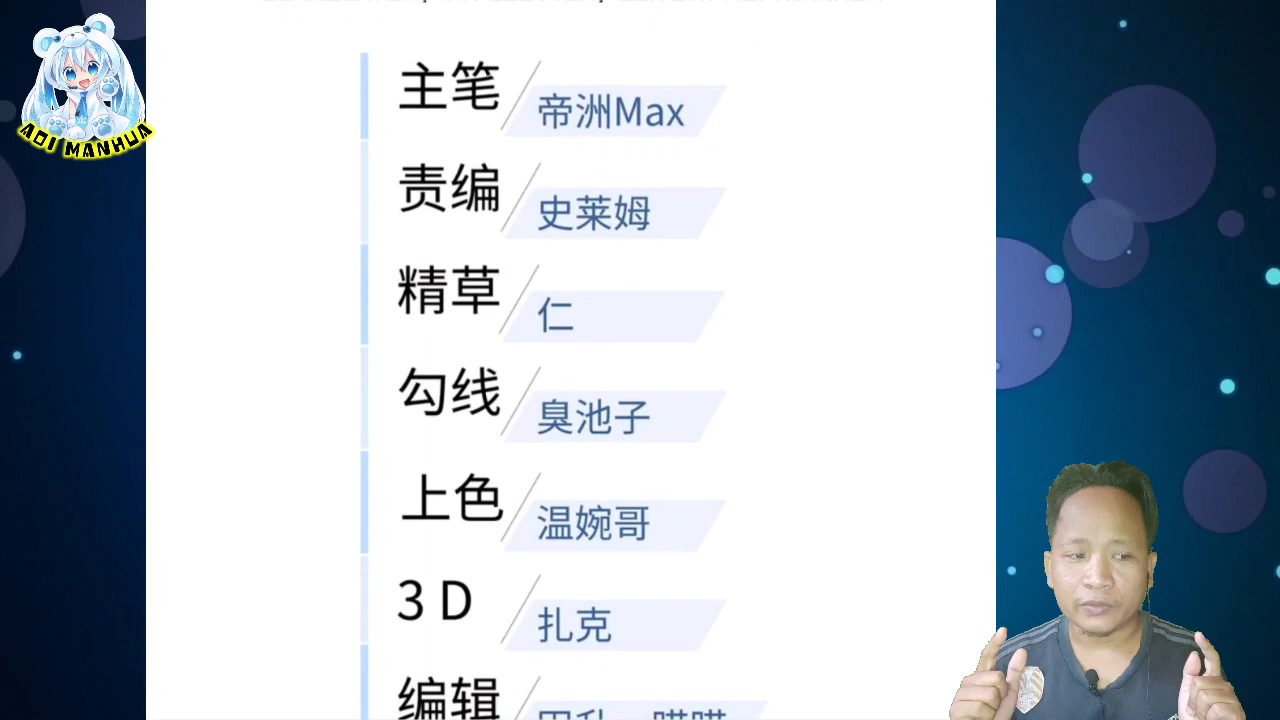 AOI MANHUA
主笔 帝洲Max
责编 史莱姆
精草 仁
勾线 臭池子
上色 温婉哥
3D 扎克
编辑